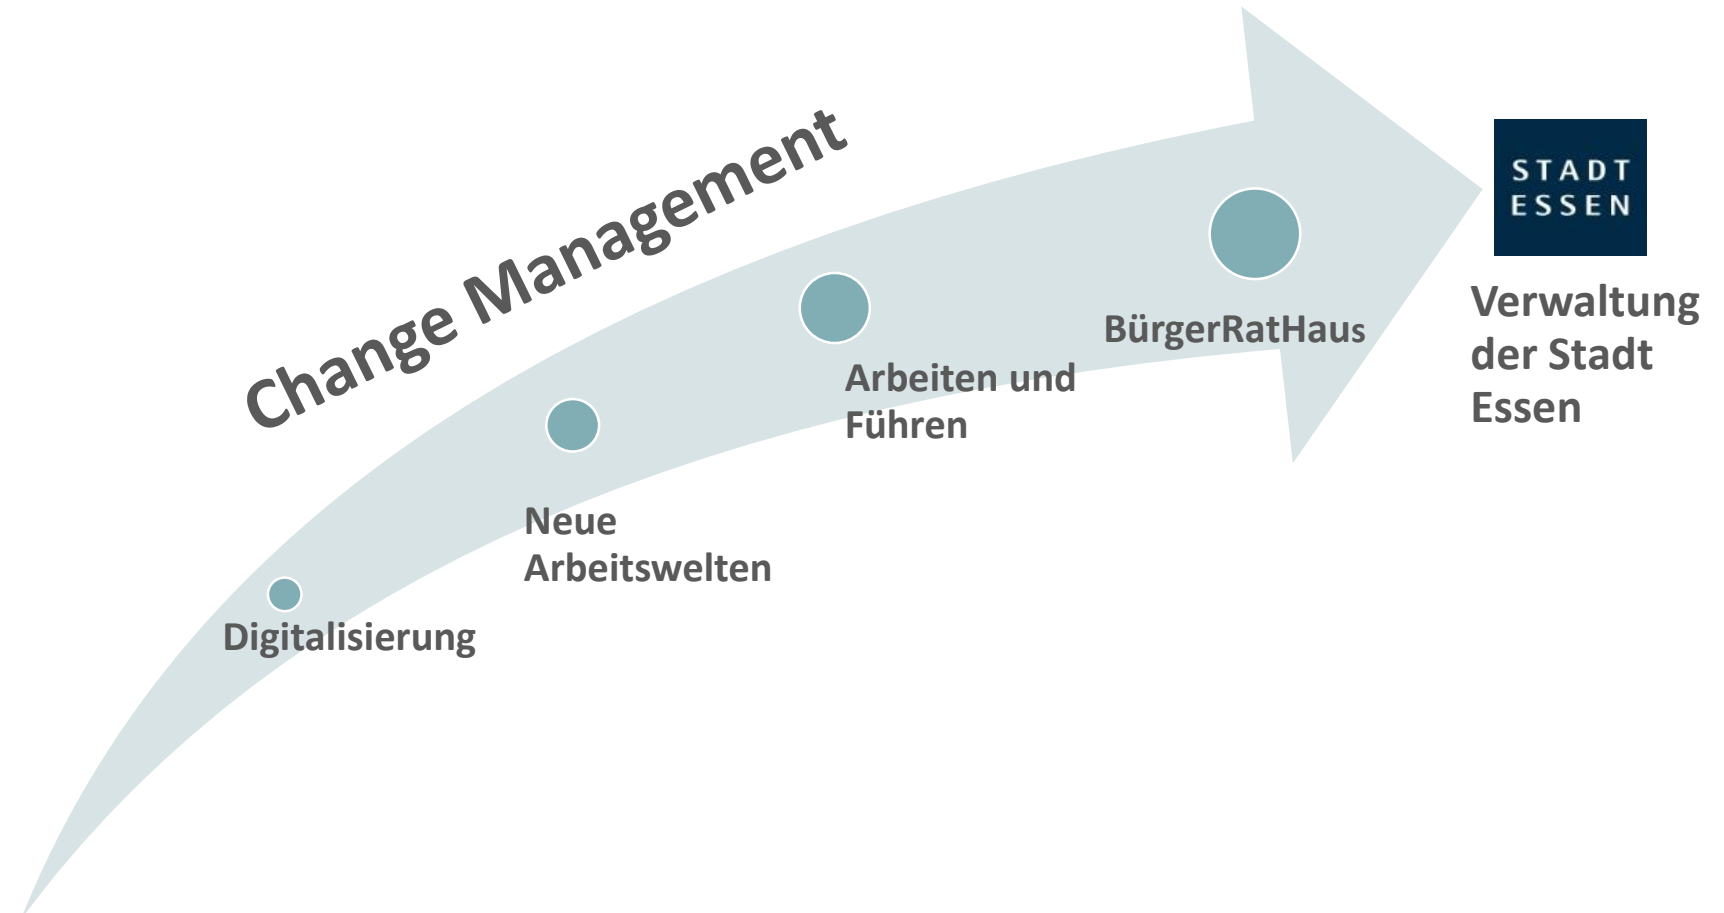 Change Management
STADT
ESSEN
Verwaltung
der Stadt
Essen
BürgerRatHaus
Arbeiten und
Führen
Neue
Arbeitswelten
Digitalisierung